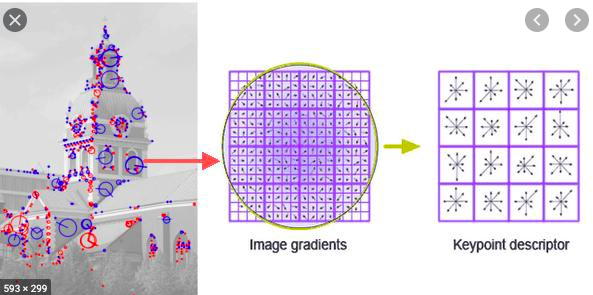 Image gradients
Keypoint descriptor
593 × 299